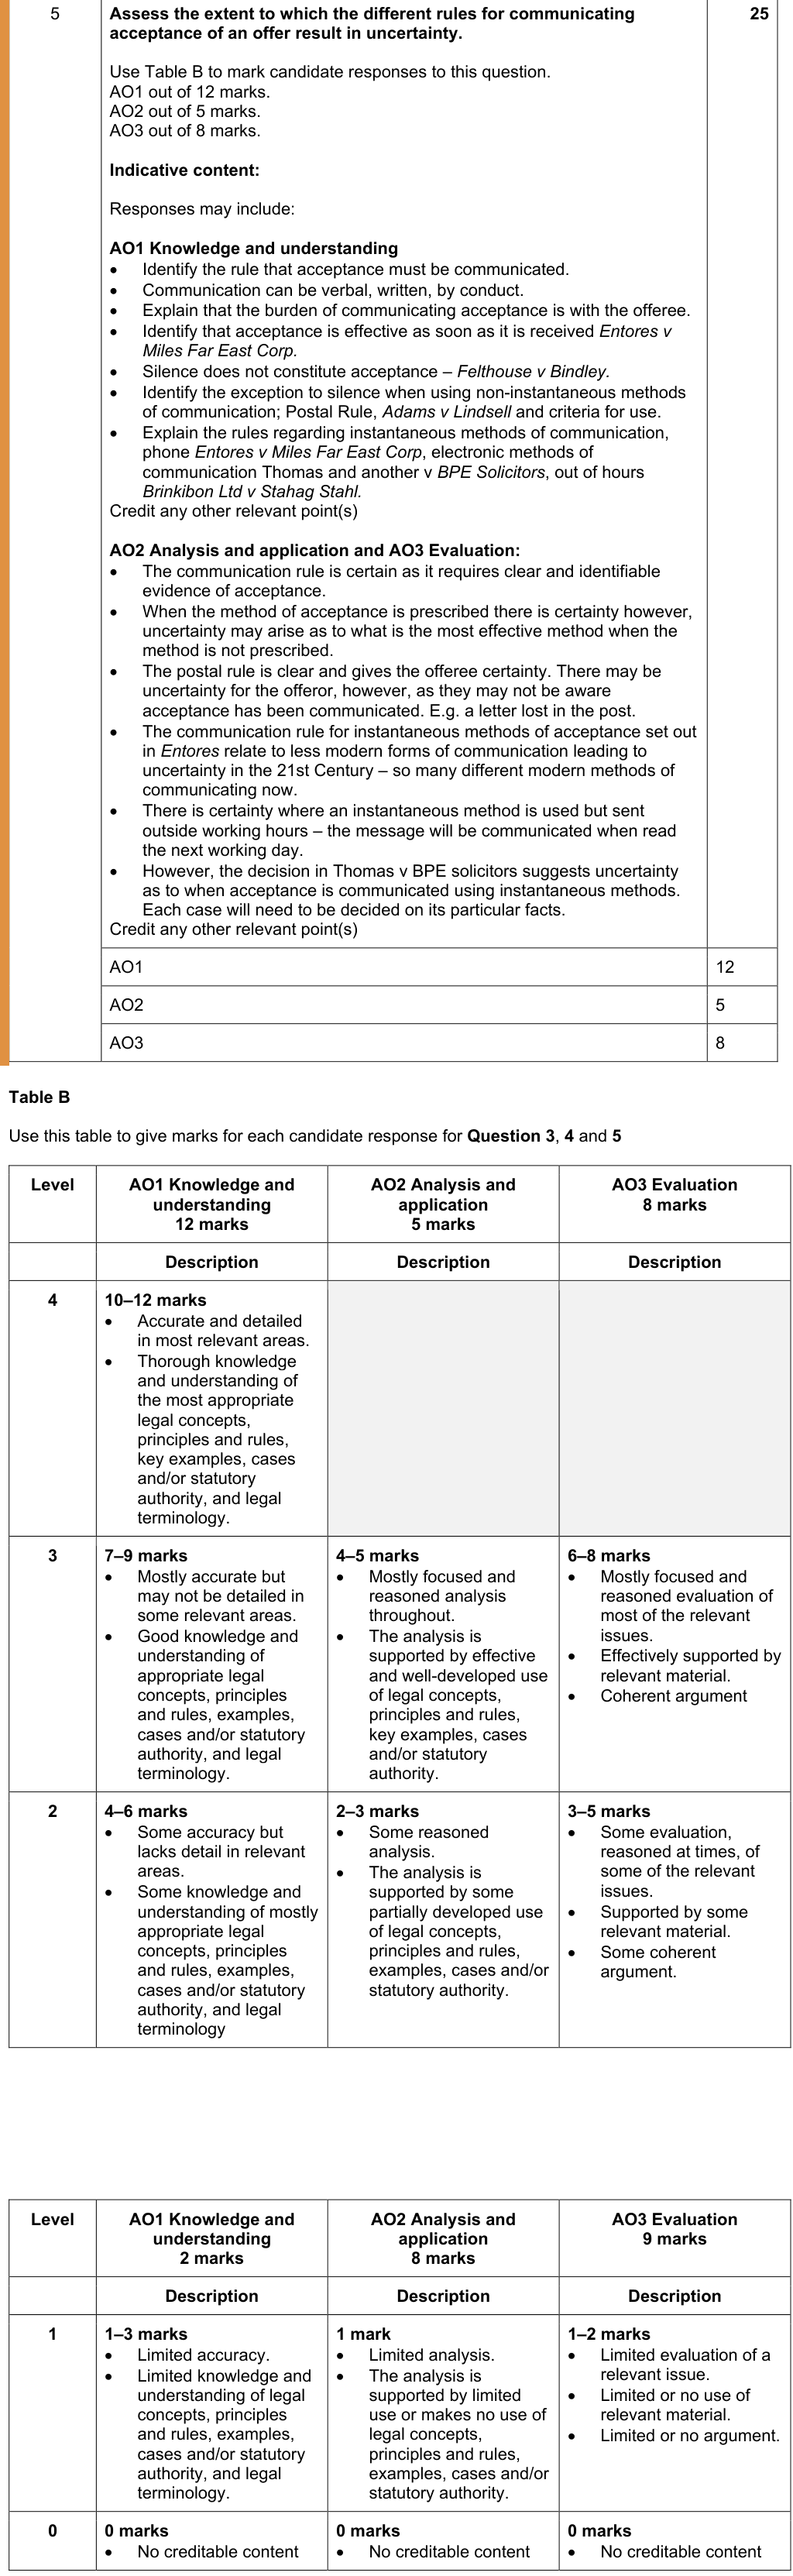 5
Assess the extent to which the different rules for communicating
acceptance of an offer result in uncertainty.
25
Use Table B to mark candidate responses to this question.
AO1 out of 12 marks.
AO2 out of 5 marks.
AO3 out of 8 marks.
Indicative content:
Responses may include:
AO1 Knowledge and understanding
• Identify the rule that acceptance must be communicated.
• Communication can be verbal, written, by conduct.
• Explain that the burden of communicating acceptance is with the offeree.
• Identify that acceptance is effective as soon as it is received Entores v
Miles Far East Corp.
• Silence does not constitute acceptance – Felthouse v Bindley.
• Identify the exception to silence when using non-instantaneous methods
of communication; Postal Rule, Adams v Lindsell and criteria for use.
• Explain the rules regarding instantaneous methods of communication,
phone Entores v Miles Far East Corp, electronic methods of
communication Thomas and another v BPE Solicitors, out of hours
Brinkibon Ltd v Stahag Stahl.
Credit any other relevant point(s)
AO2 Analysis and application and AO3 Evaluation:
• The communication rule is certain as it requires clear and identifiable
evidence of acceptance.
• When the method of acceptance is prescribed there is certainty however,
uncertainty may arise as to what is the most effective method when the
method is not prescribed.
• The postal rule is clear and gives the offeree certainty. There may be
uncertainty for the offeror, however, as they may not be aware
acceptance has been communicated. E.g. a letter lost in the post.
• The communication rule for instantaneous methods of acceptance set out
in Entores relate to less modern forms of communication leading to
uncertainty in the 21st Century – so many different modern methods of
communicating now.
• There is certainty where an instantaneous method is used but sent
outside working hours – the message will be communicated when read
the next working day.
• However, the decision in Thomas v BPE solicitors suggests uncertainty
as to when acceptance is communicated using instantaneous methods.
Each case will need to be decided on its particular facts.
Credit any other relevant point(s)
AO1 12
AO2 5
AO3 8
Table B
Use this table to give marks for each candidate response for Question 3, 4 and 5
Level
AO1 Knowledge and
understanding
12 marks
AO2 Analysis and
application
5 marks
AO3 Evaluation
8 marks
Description
Description
Description
4
10–12 marks
• Accurate and detailed
in most relevant areas.
• Thorough knowledge
and understanding of
the most appropriate
legal concepts,
principles and rules,
key examples, cases
and/or statutory
authority, and legal
terminology.
3
7–9 marks
• Mostly accurate but
may not be detailed in
some relevant areas.
• Good knowledge and
understanding of
appropriate legal
concepts, principles
and rules, examples,
cases and/or statutory
authority, and legal
terminology.
4–5 marks
• Mostly focused and
reasoned analysis
throughout.
• The analysis is
supported by effective
and well-developed use
of legal concepts,
principles and rules,
key examples, cases
and/or statutory
authority.
6–8 marks
• Mostly focused and
reasoned evaluation of
most of the relevant
issues.
• Effectively supported by
relevant material.
• Coherent argument
2
4–6 marks
• Some accuracy but
lacks detail in relevant
areas.
• Some knowledge and
understanding of mostly
appropriate legal
concepts, principles
and rules, examples,
cases and/or statutory
authority, and legal
terminology
2–3 marks
• Some reasoned
analysis.
• The analysis is
supported by some
partially developed use
of legal concepts,
principles and rules,
examples, cases and/or
statutory authority.
3–5 marks
• Some evaluation,
reasoned at times, of
some of the relevant
issues.
• Supported by some
relevant material.
• Some coherent
argument.
Level
AO1 Knowledge and
understanding
2 marks
AO2 Analysis and
application
8 marks
AO3 Evaluation
9 marks
Description
Description
Description
1
1–3 marks
• Limited accuracy.
• Limited knowledge and
understanding of legal
concepts, principles
and rules, examples,
cases and/or statutory
authority, and legal
terminology.
1 mark
• Limited analysis.
• The analysis is
supported by limited
use or makes no use of
legal concepts,
principles and rules,
examples, cases and/or
statutory authority.
1–2 marks
• Limited evaluation of a
relevant issue.
• Limited or no use of
relevant material.
• Limited or no argument.
0
0 marks
• No creditable content
0 marks
• No creditable content
0 marks
• No creditable content